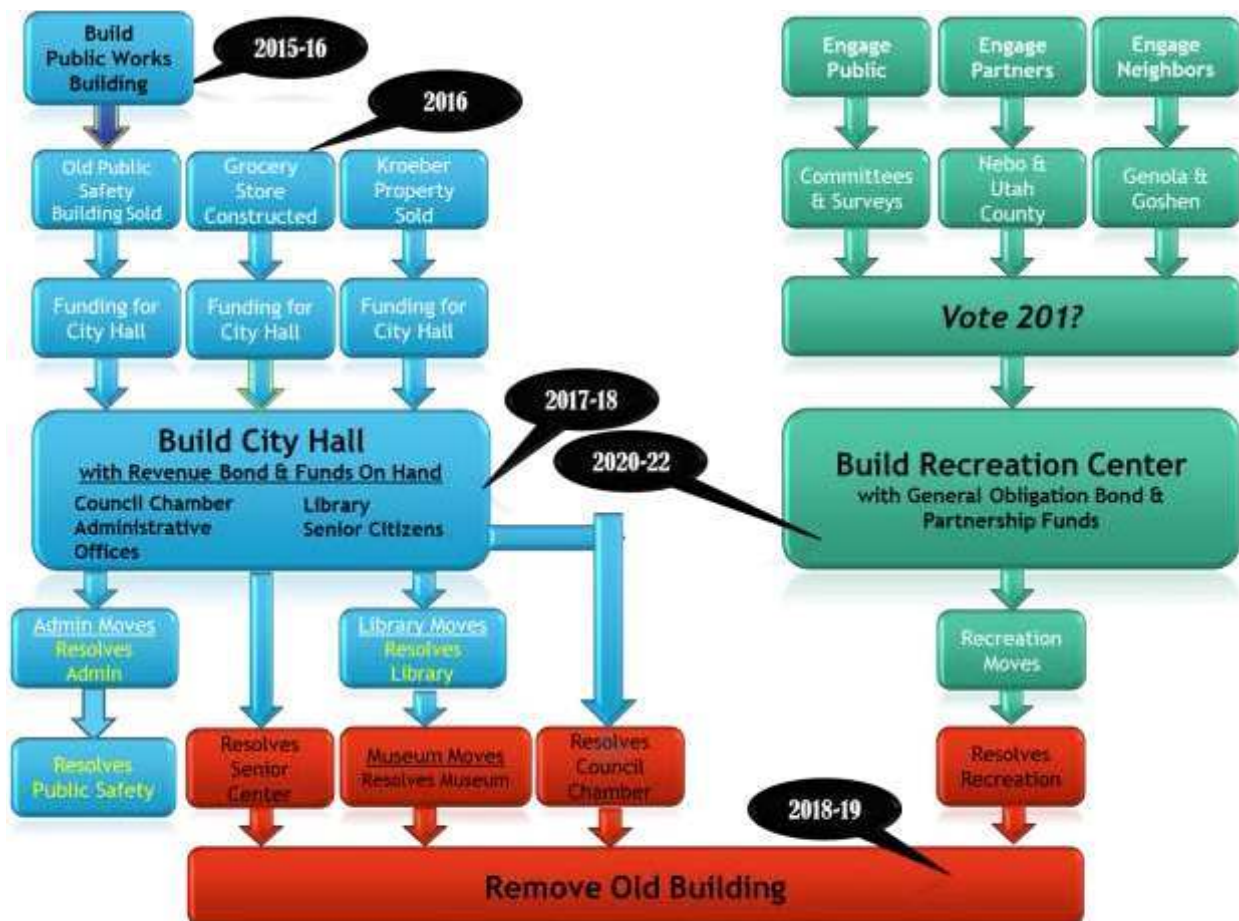 Build
Public Works
Building
2015-16
2016
Old Public
Safety
Building Sold
Grocery
Store
Constructed
Kroeber
Property
Sold
Funding for
City Hall
Funding for
City Hall
Funding for
City Hall
2017-18
Build City Hall
with Revenue Bond & Funds On Hand
Council Chamber
Administrative
Offices
Library
Senior Citizens
Admin Moves
Resolves
Admin
Library Moves
Resolves
Library
Resolves
Public Safety
Resolves
Senior
Center
Museum Moves
Resolves Museum
Resolves
Council
Chamber
Engage
Public
Engage
Partners
Engage
Neighbors
Committees
& Surveys
Nebo &
Utah
County
Genola &
Goshen
Vote 201?
2020-22
Build Recreation Center
with General Obligation Bond &
Partnership Funds
Recreation
Moves
Resolves
Recreation
2018-19
Remove Old Building